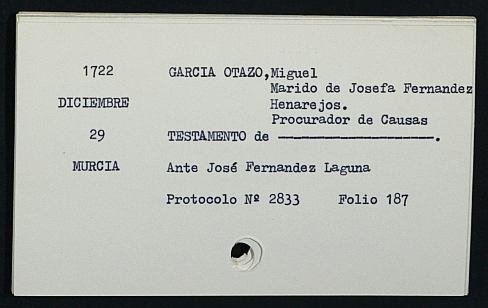 1722 GARCIA OTAZO,Miguel
Marido de Josefa Fernandez
DICIEMBRE Henarejos.
Procurador de Causas
29 TESTAMENTO de ——————————————.
MURCIA Ante José Fernandez Laguna
Protocolo Nº 2833 Folio 187